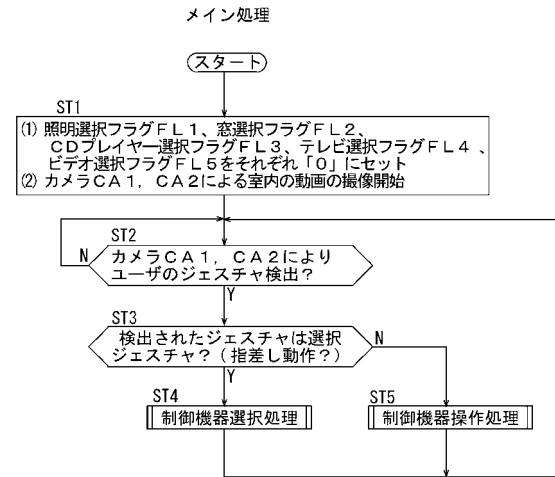 メイン処理
スタート
ST1
(1) 照明選択フラグFL1、窓選択フラグFL2、
CDプレイヤー選択フラグFL3、テレビ選択フラグFL4、
ビデオ選択フラグFL5をそれぞれ「0」にセット
(2) カメラCA1, CA2による室内の動画の撮像開始
ST2
N
カメラCA1, CA2により
ユーザのジェスチャ検出?
Y
ST3
検出されたジェスチャは選択
ジェスチャ?(指差し動作?)
N
Y
ST4
制御機器選択処理
ST5
制御機器操作処理